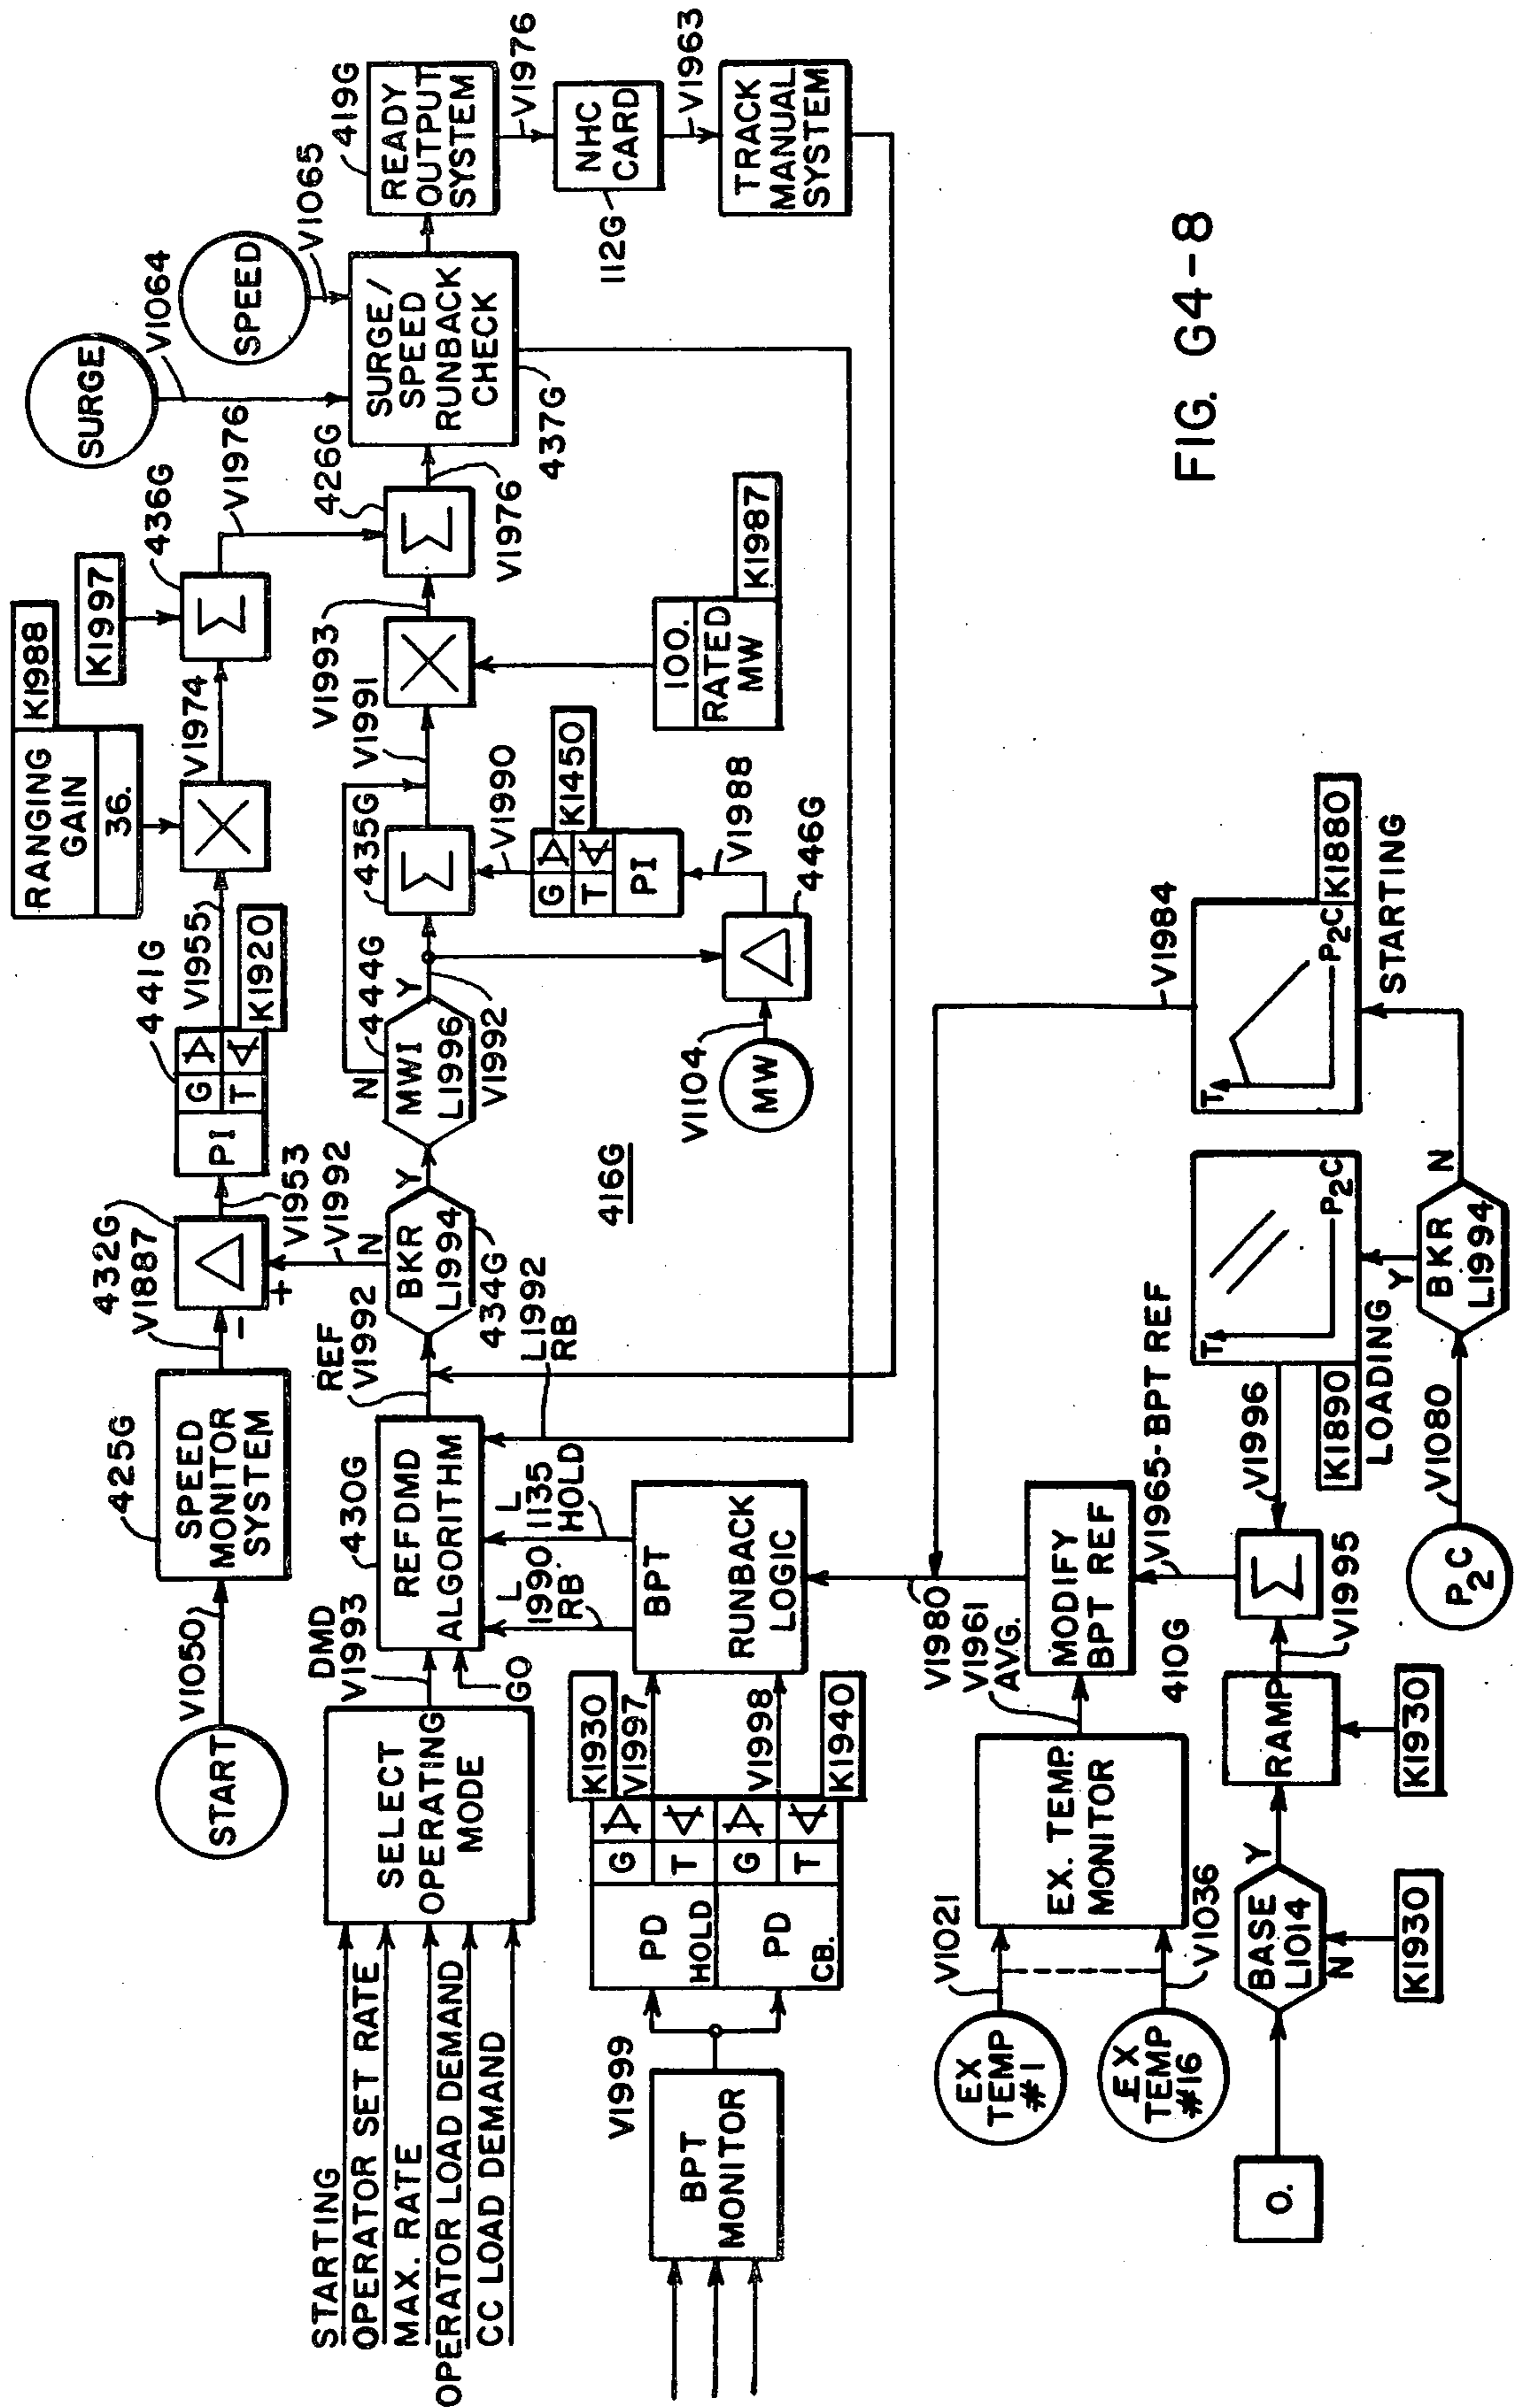 START
V1050
425G
SPEED
MONITOR
SYSTEM
V1887
432G
-
+
V1953
V1992
441G
PI
G
T
K1920
V1955
RANGING
GAIN
36.
K1988
V1974
K1997
436G
Σ
V1976
SURGE
V1064
SPEED
V1065
STARTING
OPERATOR SET RATE
MAX. RATE
OPERATOR LOAD DEMAND
CC LOAD DEMAND
SELECT
OPERATING
MODE
DMD
V1993
GO
430G
REFDMD
ALGORITHM
REF
V1992
BKR
L1994
434G
N
Y
MWI
L1996
444G
N
Y
V1992
435G
Σ
V1991
V1993
426G
Σ
V1976
SURGE/
SPEED
RUNBACK
CHECK
437G
419G
READY
OUTPUT
SYSTEM
V1976
NHC
CARD
112G
V1963
TRACK
MANUAL
SYSTEM
L1992
RB
416G
V1990
G
T
PI
K1450
V1988
446G
MW
V1104
100.
RATED
MW
K1987
L
1990
RB.
L
1135
HOLD
BPT
MONITOR
V1999
PD
HOLD
G
T
PD
CB.
G
T
K1930
V1997
V1998
K1940
BPT
RUNBACK
LOGIC
V1980
EX
TEMP
#1
V1021
EX
TEMP
#16
V1036
EX. TEMP.
MONITOR
V1961
AVG.
MODIFY
BPT REF
410G
V1965-BPT REF
V1984
O.
BASE
L1014
Y
N
K1930
RAMP
K1930
V1995
Σ
V1996
K1890
LOADING
T
P2C
T
P2C
K1880
STARTING
P2C
V1080
BKR
L1994
Y
N
FIG. G4-8